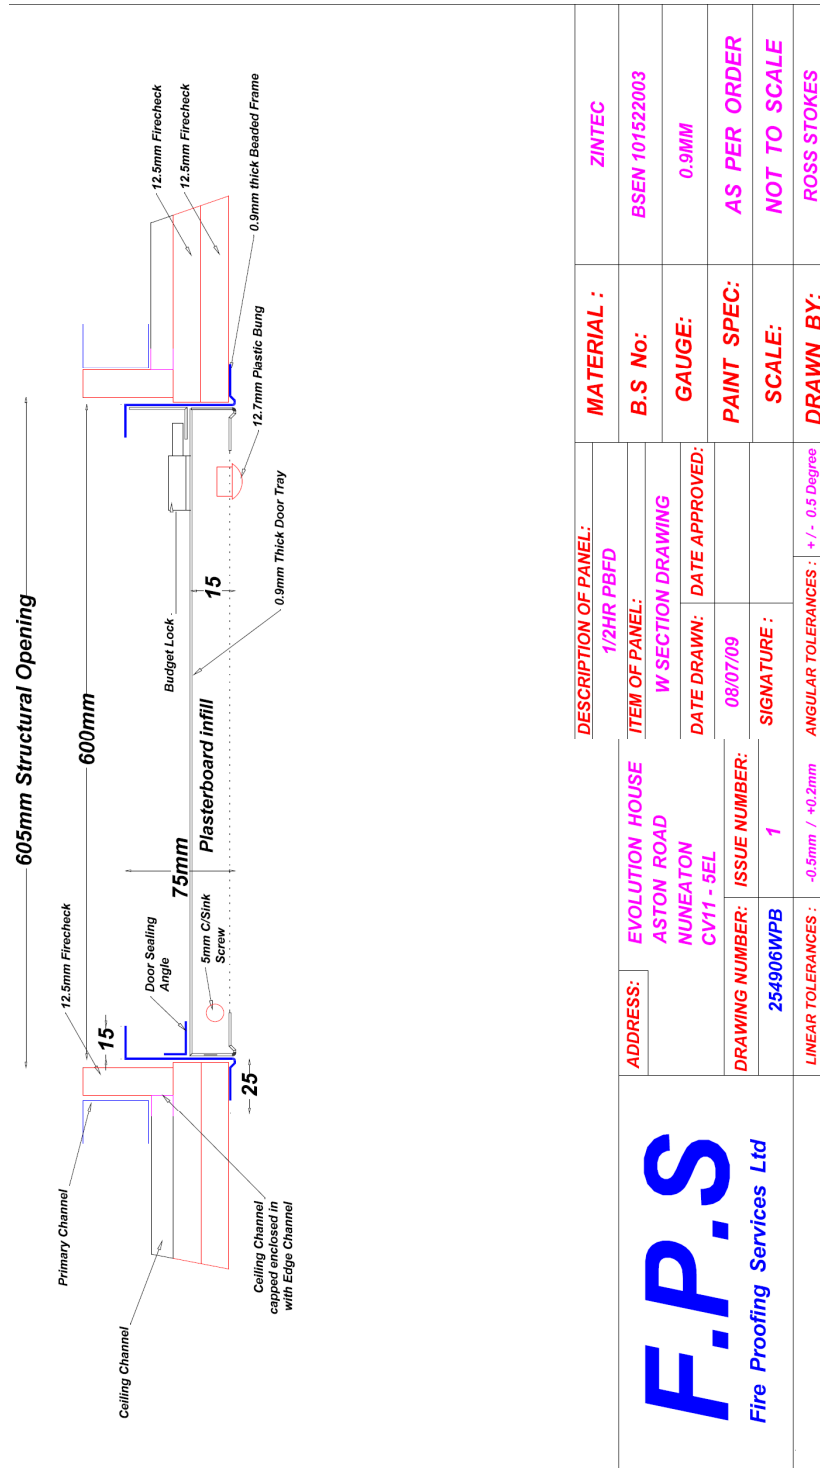 605mm Structural Opening
600mm
12.5mm Firecheck
15
Primary Channel
Ceiling Channel
Ceiling Channel
capped enclosed in
with Edge Channel
25
Door Sealing
Angle
5mm C/Sink
Screw
75mm
Plasterboard infill
Budget Lock
15
0.9mm Thick Door Tray
12.7mm Plastic Bung
0.9mm thick Beaded Frame
12.5mm Firecheck
12.5mm Firecheck
F.P.S
Fire Proofing Services Ltd
ADDRESS:
EVOLUTION HOUSE
ASTON ROAD
NUNEATON
CV11 - 5EL
DRAWING NUMBER:
254906WPB
ISSUE NUMBER:
1
LINEAR TOLERANCES :
-0.5mm / +0.2mm
DESCRIPTION OF PANEL:
1/2HR PBFD
ITEM OF PANEL:
W SECTION DRAWING
DATE DRAWN:
08/07/09
DATE APPROVED:
SIGNATURE :
ANGULAR TOLERANCES :
+ / - 0.5 Degree
MATERIAL :
ZINTEC
B.S No:
BSEN 101522003
GAUGE:
0.9MM
PAINT SPEC:
AS PER ORDER
SCALE:
NOT TO SCALE
DRAWN BY:
ROSS STOKES